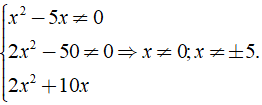 x² − 5x ≠ 0
2x² − 50 ≠ 0 ⇒ x ≠ 0; x ≠ ±5.
2x² + 10x